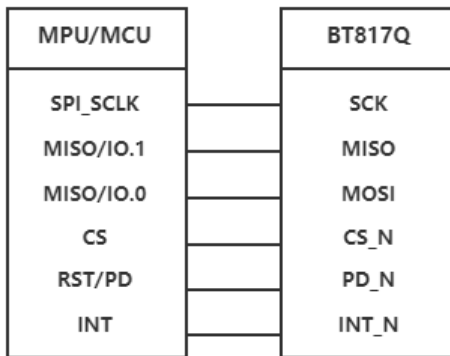 MPU/MCU BT817Q
SPI_SCLK SCK
MISO/IO.1 MISO
MISO/IO.0 MOSI
CS CS_N
RST/PD PD_N
INT INT_N